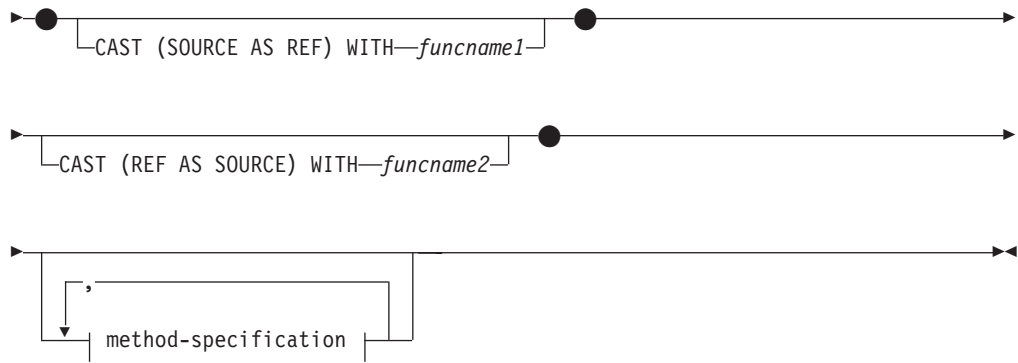 CAST (SOURCE AS REF) WITH funcname1
CAST (REF AS SOURCE) WITH funcname2
,
method-specification